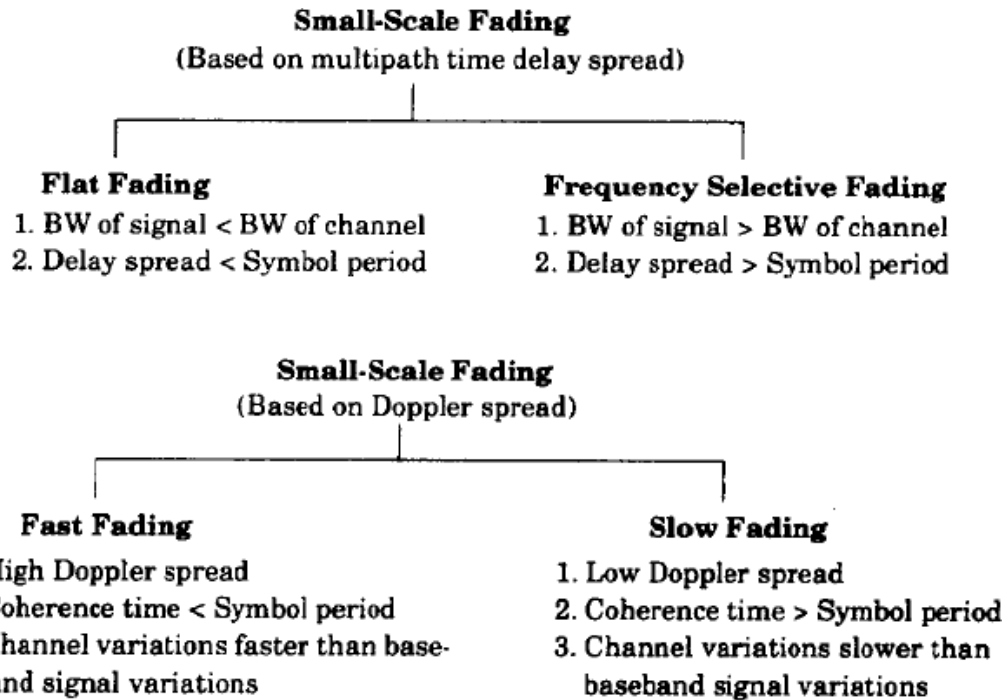 Small-Scale Fading
(Based on multipath time delay spread)
Flat Fading
1. BW of signal < BW of channel
2. Delay spread < Symbol period
Frequency Selective Fading
1. BW of signal > BW of channel
2. Delay spread > Symbol period
Small-Scale Fading
(Based on Doppler spread)
Fast Fading
High Doppler spread
Coherence time < Symbol period
Channel variations faster than base-
and signal variations
Slow Fading
1. Low Doppler spread
2. Coherence time > Symbol period
3. Channel variations slower than
baseband signal variations